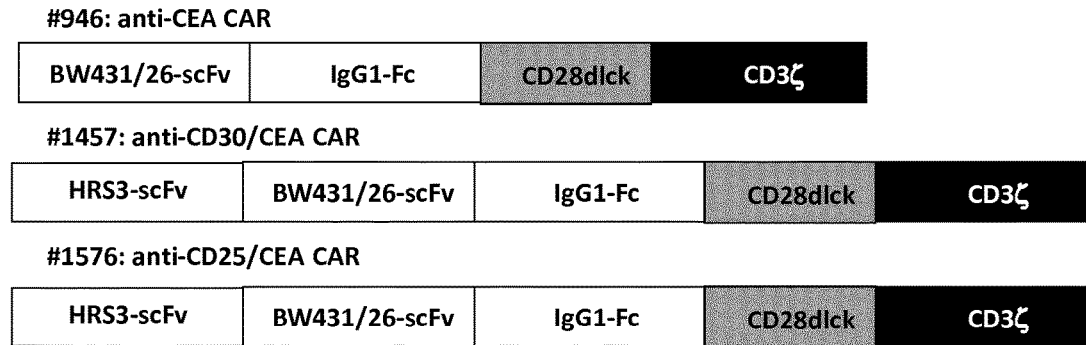 #946: anti-CEA CAR
BW431/26-scFv IgG1-Fc CD28dlck CD3ζ
#1457: anti-CD30/CEA CAR
HRS3-scFv BW431/26-scFv IgG1-Fc CD28dlck CD3ζ
#1576: anti-CD25/CEA CAR
HRS3-scFv BW431/26-scFv IgG1-Fc CD28dlck CD3ζ